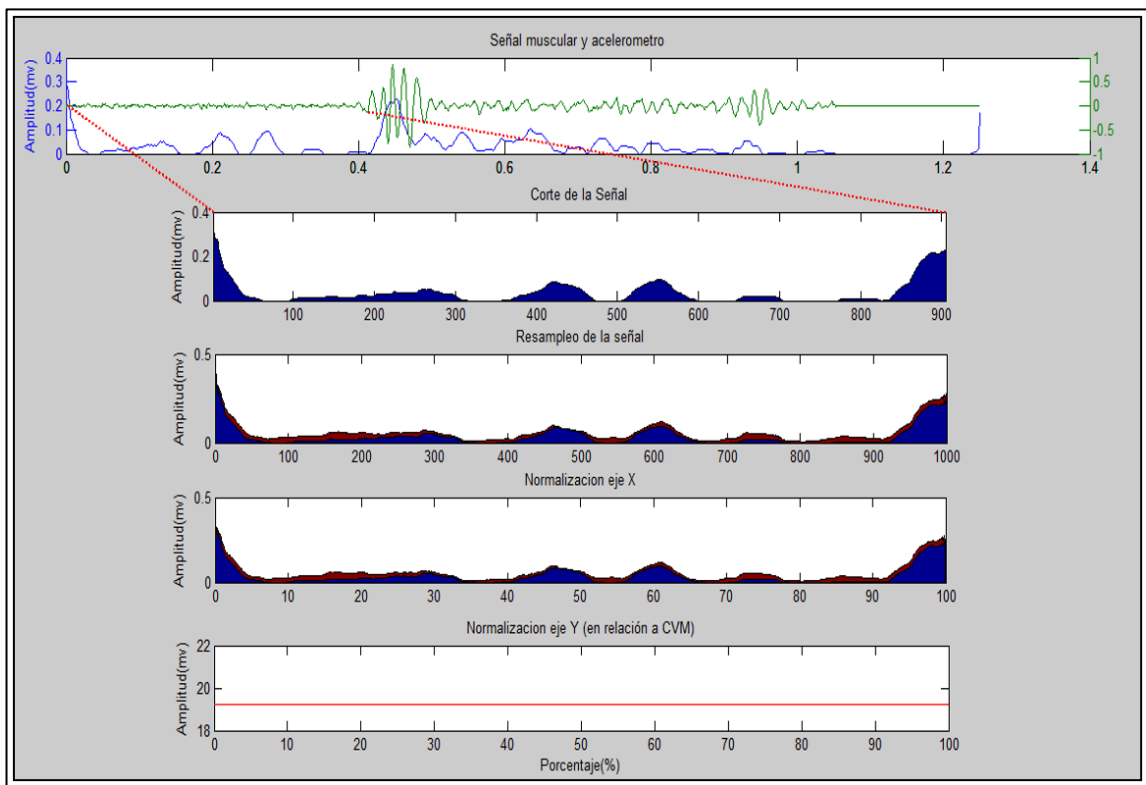 Señal muscular y acelerometro
Amplitud(mv)
0.4
0.3
0.2
0.1
0
1
0.5
0
-0.5
-1
0 0.2 0.4 0.6 0.8 1 1.2 1.4
Corte de la Señal
Amplitud(mv)
0.4
0.2
0
100 200 300 400 500 600 700 800 900
Resampleo de la señal
Amplitud(mv)
0.5
0
0 100 200 300 400 500 600 700 800 900 1000
Normalizacion eje X
Amplitud(mv)
0.5
0
0 10 20 30 40 50 60 70 80 90 100
Normalizacion eje Y (en relación a CVM)
Amplitud(mv)
22
20
18
0 10 20 30 40 50 60 70 80 90 100
Porcentaje(%)